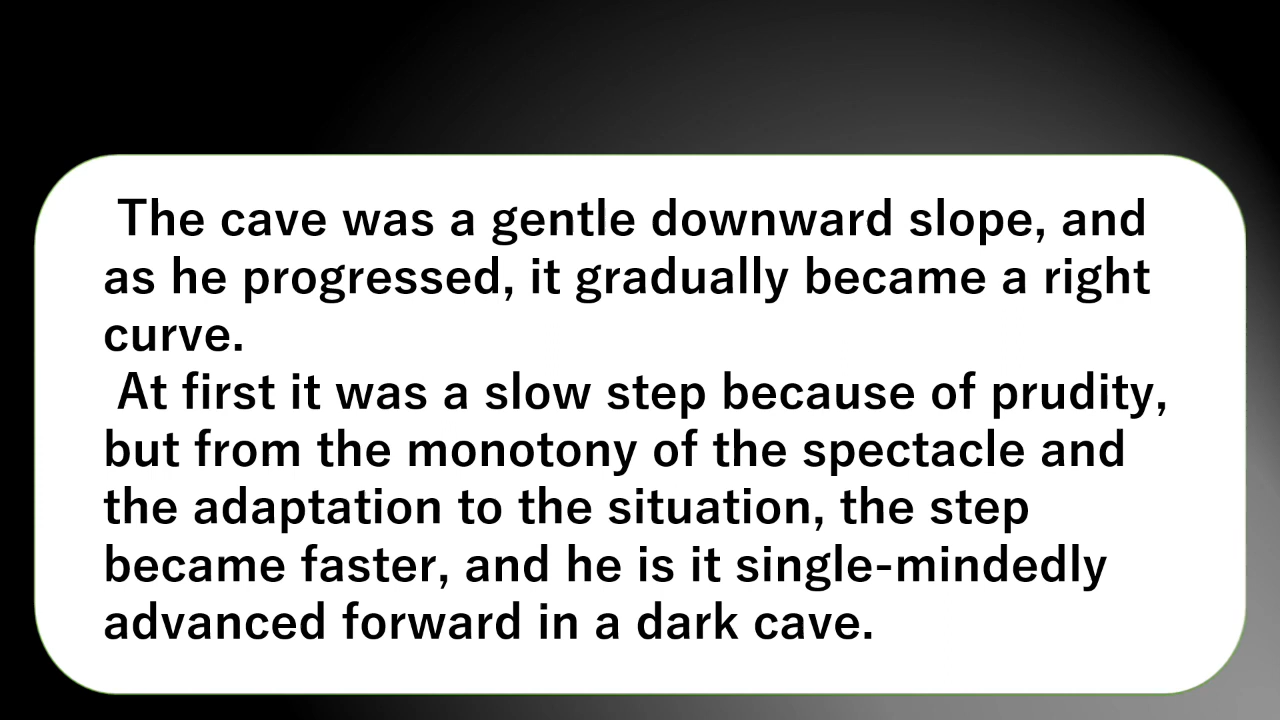 The cave was a gentle downward slope, and
as he progressed, it gradually became a right
curve.
At first it was a slow step because of prudity,
but from the monotony of the spectacle and
the adaptation to the situation, the step
became faster, and he is it single-mindedly
advanced forward in a dark cave.